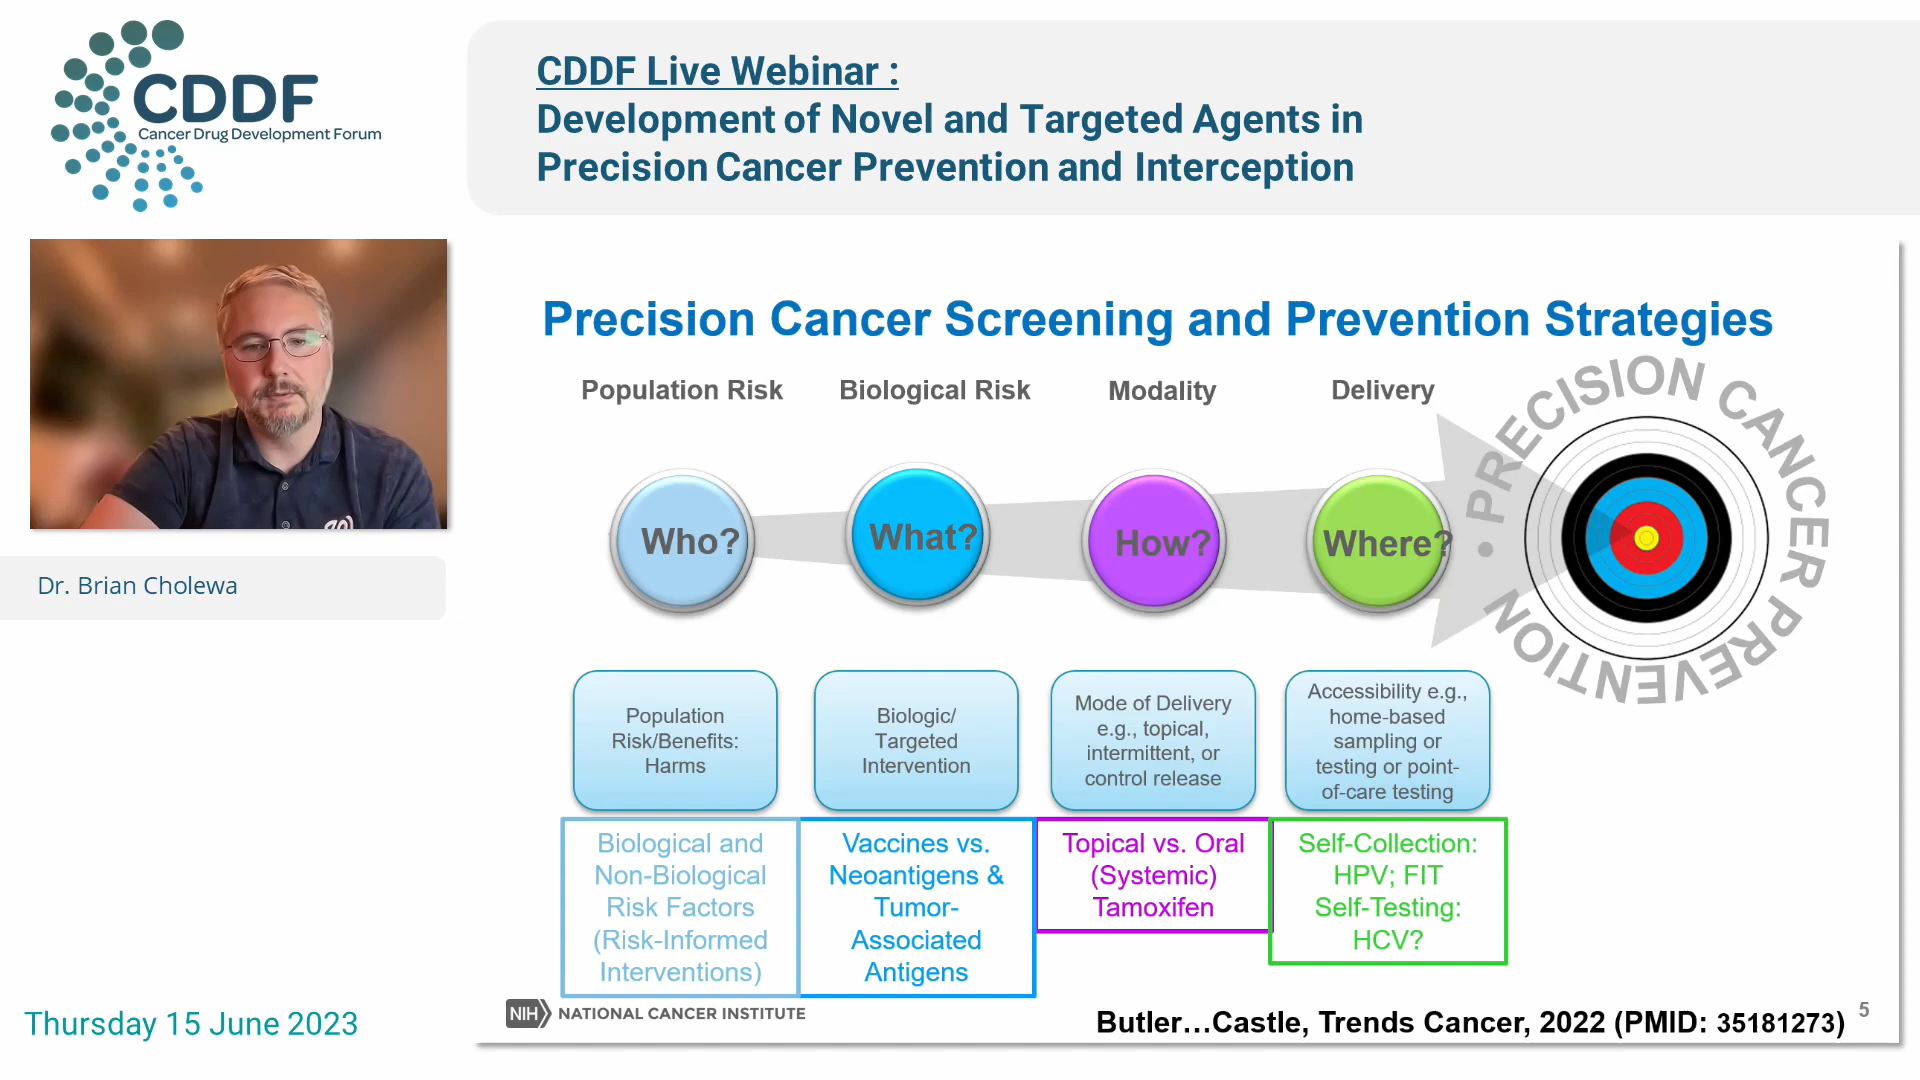 CDDF
Cancer Drug Development Forum
CDDF Live Webinar :
Development of Novel and Targeted Agents in
Precision Cancer Prevention and Interception
Dr. Brian Cholewa
Thursday 15 June 2023
Precision Cancer Screening and Prevention Strategies
Population Risk
Biological Risk
Modality
Delivery
Who?
What?
How?
Where?
• PRECISION CANCER PREVENTION
Population
Risk/Benefits:
Harms
Biologic/
Targeted
Intervention
Mode of Delivery
e.g., topical,
intermittent, or
control release
Accessibility e.g.,
home-based
sampling or
testing or point-
of-care testing
Biological and
Non-Biological
Risk Factors
(Risk-Informed
Interventions)
Vaccines vs.
Neoantigens &
Tumor-
Associated
Antigens
Topical vs. Oral
(Systemic)
Tamoxifen
Self-Collection:
HPV; FIT
Self-Testing:
HCV?
NIH NATIONAL CANCER INSTITUTE
Butler…Castle, Trends Cancer, 2022 (PMID: 35181273)
5